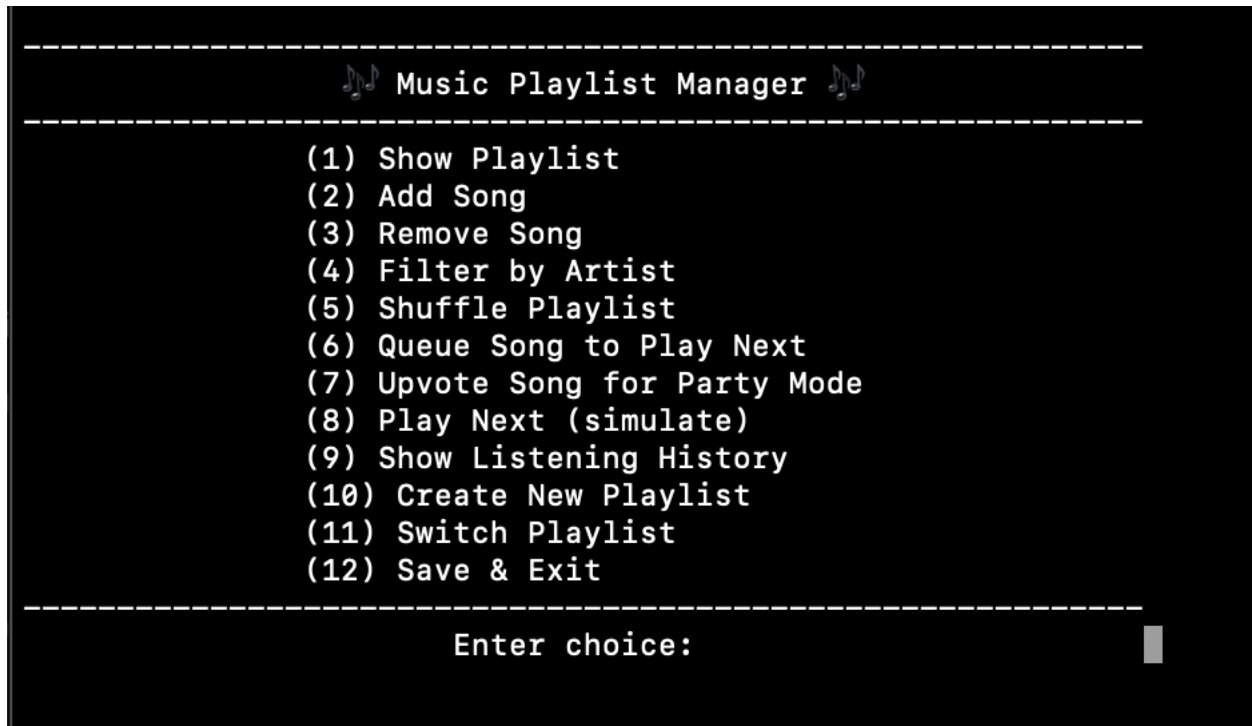 ------------------------------------------------------------
🎶 Music Playlist Manager 🎶
------------------------------------------------------------
(1) Show Playlist
(2) Add Song
(3) Remove Song
(4) Filter by Artist
(5) Shuffle Playlist
(6) Queue Song to Play Next
(7) Upvote Song for Party Mode
(8) Play Next (simulate)
(9) Show Listening History
(10) Create New Playlist
(11) Switch Playlist
(12) Save & Exit
------------------------------------------------------------
Enter choice: